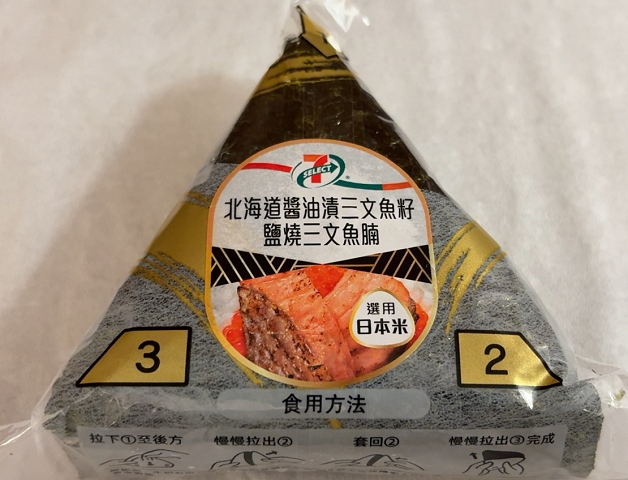 7
SELECT
北海道醬油漬三文魚籽
鹽燒三文魚腩
選用
日本米
3
2
食用方法
拉下①至後方
慢慢拉出②
套回②
慢慢拉出③完成